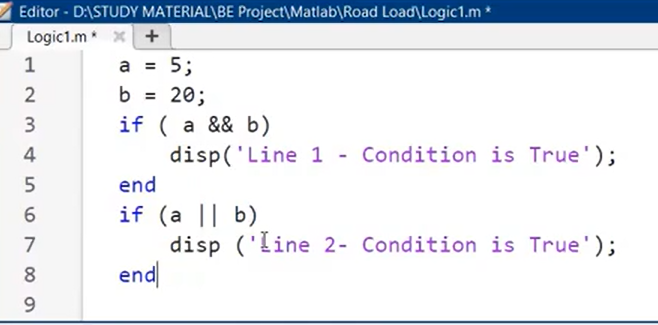 Editor - D:\STUDY MATERIAL\BE Project\Matlab\Road Load\Logic1.m *
Logic1.m * × +
1 a = 5;
2 b = 20;
3 if ( a && b)
4 disp('Line 1 - Condition is True');
5 end
6 if (a || b)
7 disp ('Line 2- Condition is True');
8 end
9